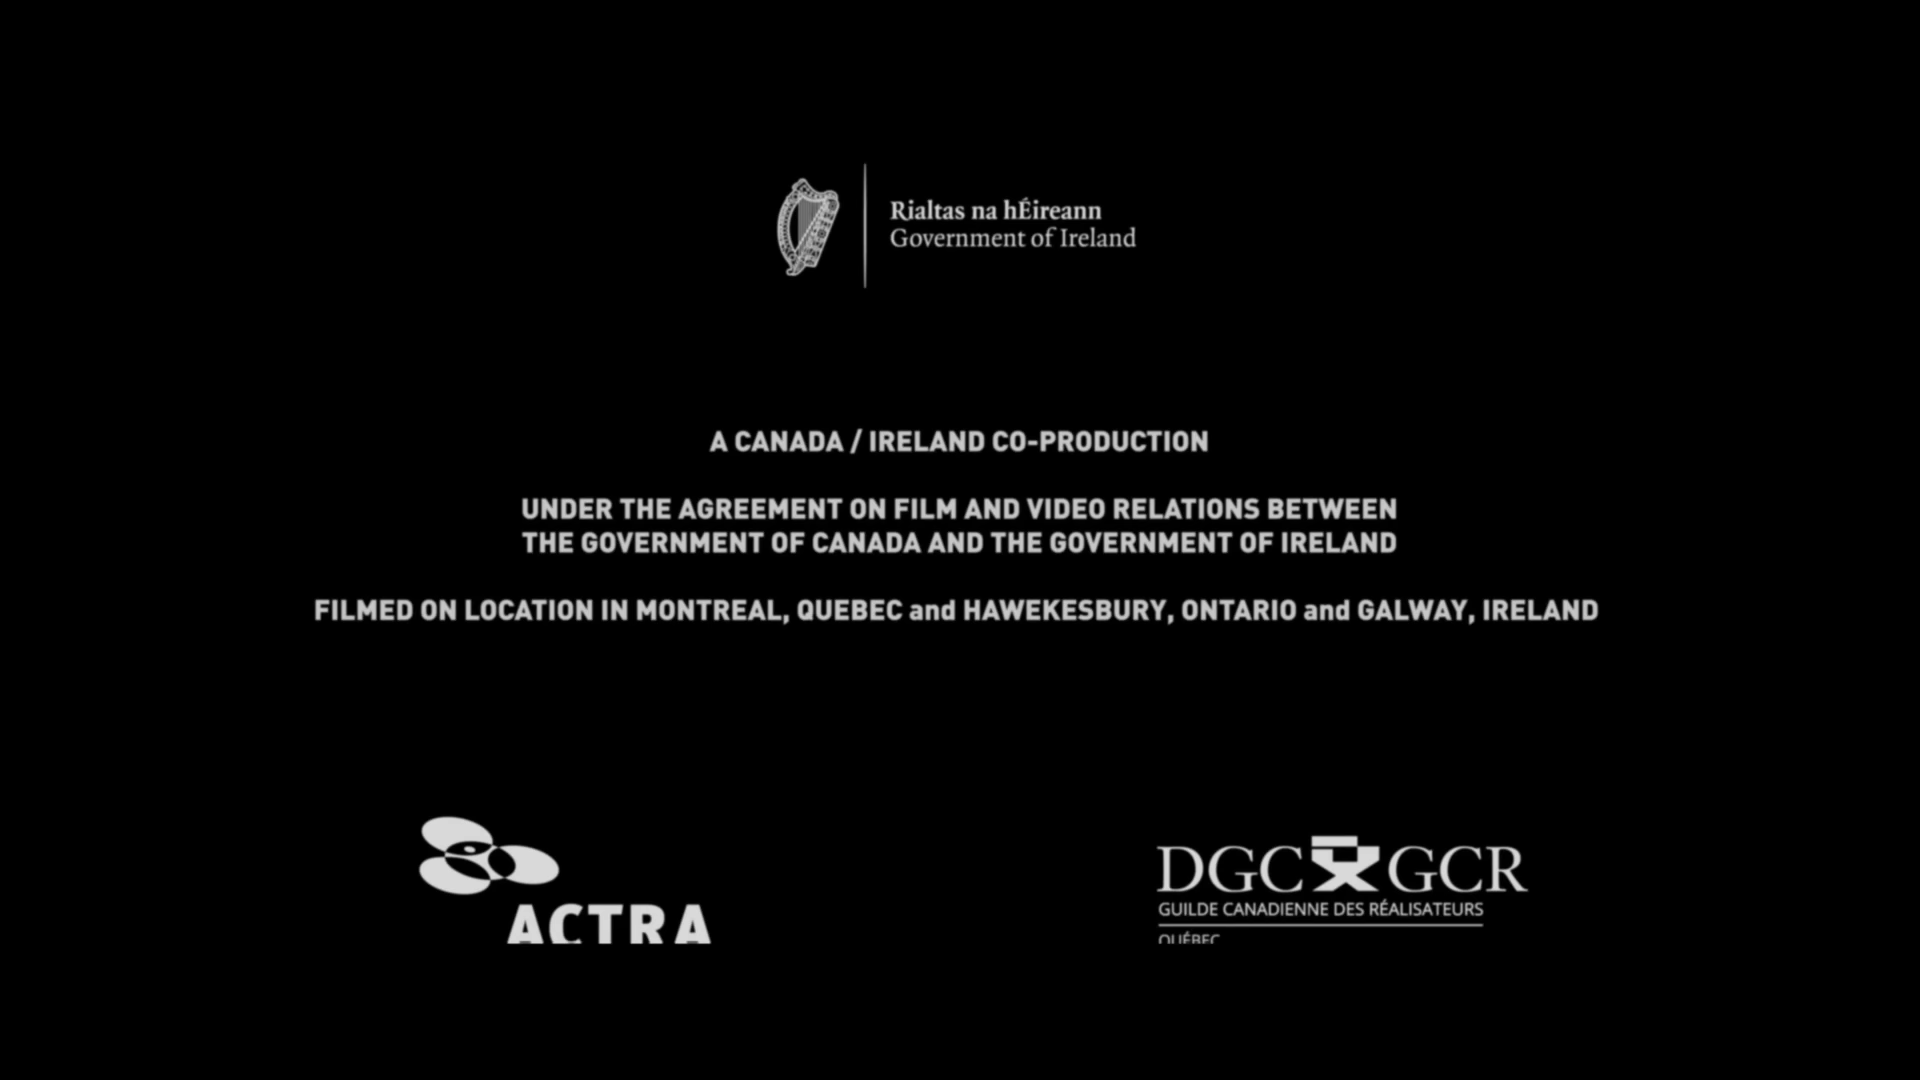 Rialtas na hÉireann
Government of Ireland
A CANADA / IRELAND CO-PRODUCTION
UNDER THE AGREEMENT ON FILM AND VIDEO RELATIONS BETWEEN
THE GOVERNMENT OF CANADA AND THE GOVERNMENT OF IRELAND
FILMED ON LOCATION IN MONTREAL, QUEBEC and HAWEKESBURY, ONTARIO and GALWAY, IRELAND
ACTRA
DGC GCR
GUILDE CANADIENNE DES RÉALISATEURS
QUÉBEC